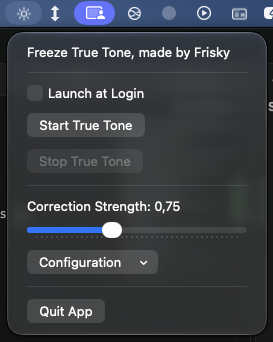 Freeze True Tone, made by Frisky
Launch at Login
Start True Tone
Stop True Tone
Correction Strength: 0,75
Configuration
Quit App